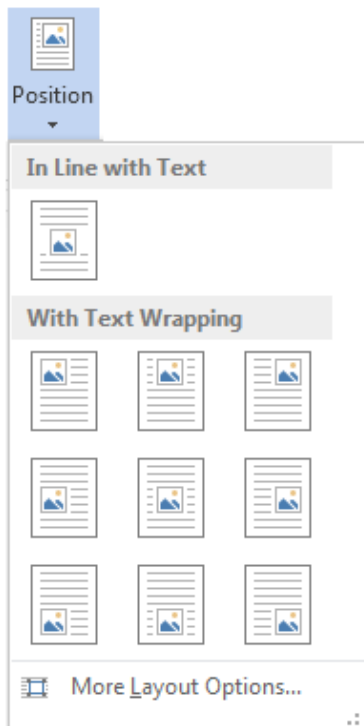 Position
In Line with Text
With Text Wrapping
More Layout Options...